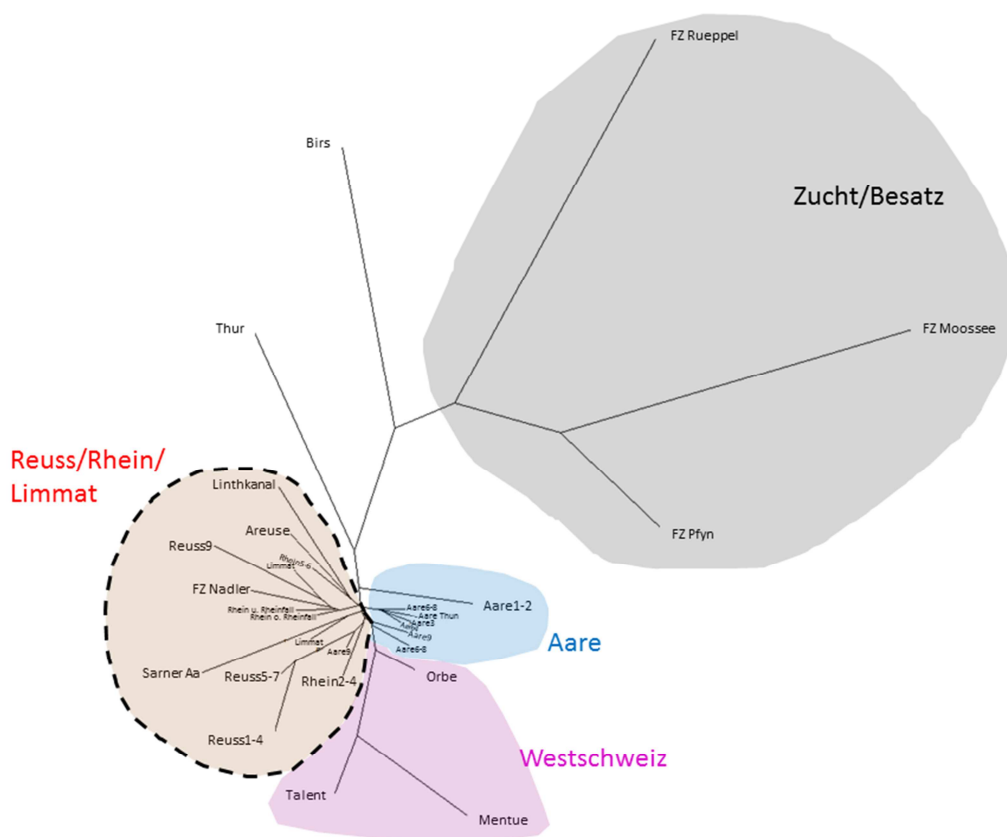 FZ Rueppel
Birs
Zucht/Besatz
Thur
FZ Moossee
Reuss/Rhein/
Limmat
Linthkanal
Areuse
FZ Pfyn
Reuss9
Rhein5-6
Limmat
FZ Nadler
Aare1-2
Rhein u. Rheinfall
Aare6-8
Rhein o. Rheinfall
Aare Thun
Aare3
Aare9
Limmat
Aare
Aare9
Aare6-8
Sarner Aa
Reuss5-7
Rhein2-4
Orbe
Reuss1-4
Westschweiz
Talent
Mentue